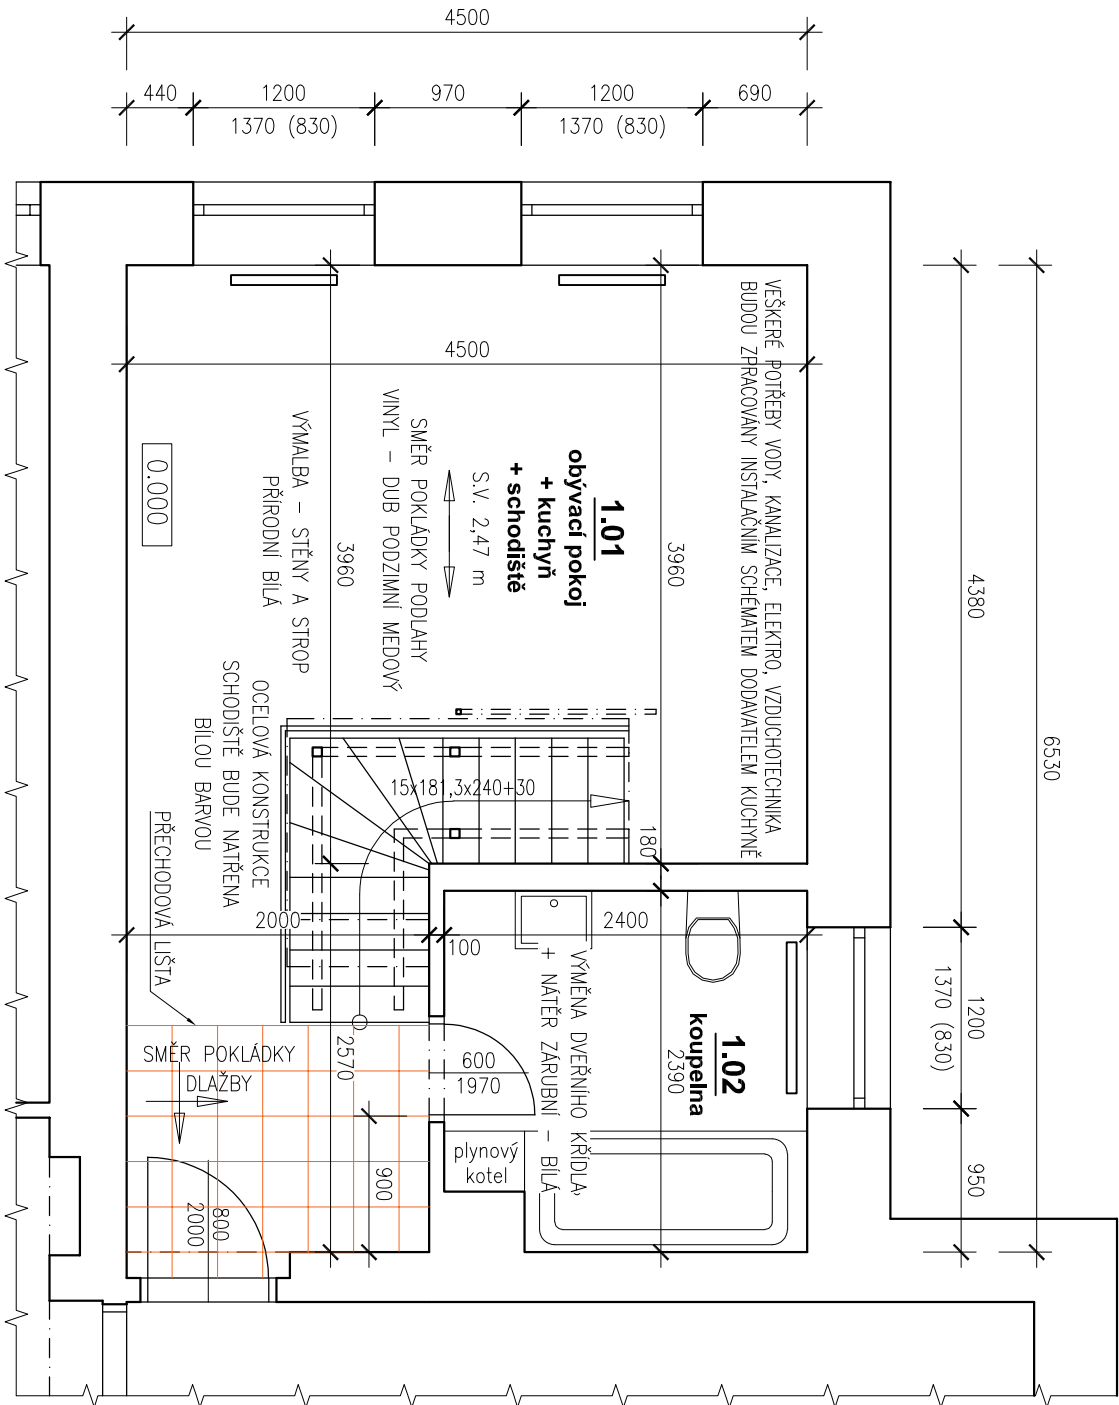 4500
440
1200
970
1200
690
1370 (830)
1370 (830)
4500
VEŠKERÉ POTŘEBY VODY, KANALIZACE, ELEKTRO, VZDUCHOTECHNIKA
BUDOU ZPRACOVÁNY INSTALAČNÍM SCHÉMATEM DODAVATELEM KUCHYNĚ
1.01
obývací pokoj
+ kuchyň
+ schodiště
S.V. 2,47 m
SMĚR POKLÁDKY PODLAHY
VINYL - DUB PODZIMNÍ MEDOVÝ
VÝMALBA - STĚNY A STROP
PŘÍRODNÍ BÍLÁ
0.000
3960
3960
4380
6530
OCELOVÁ KONSTRUKCE
SCHODIŠTĚ BUDE NATŘENA
BÍLOU BARVOU
15x181,3x240+30
180
PŘECHODOVÁ LIŠTA
2000
100
2400
1200
1370 (830)
VÝMĚNA DVEŘNÍHO KŘÍDLA,
+ NÁTĚR ZÁRUBNÍ - BÍLÁ
1.02
koupelna
2390
SMĚR POKLÁDKY
DLAŽBY
2570
600
1970
plynový
kotel
900
950
800
2000